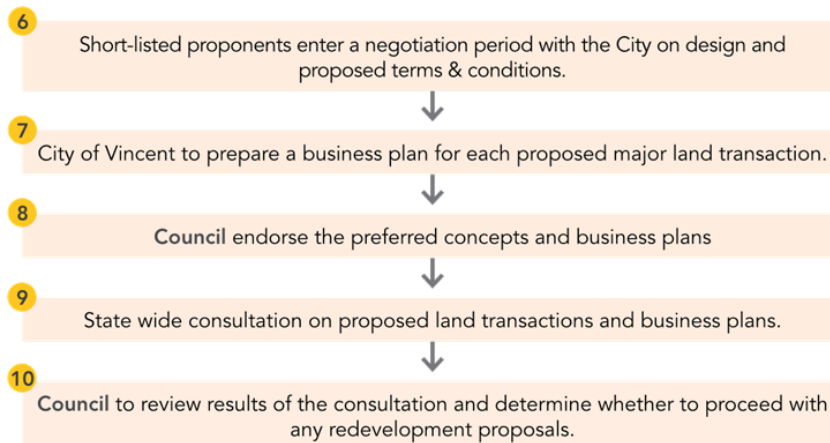 6
Short-listed proponents enter a negotiation period with the City on design and
proposed terms & conditions.
7
City of Vincent to prepare a business plan for each proposed major land transaction.
8
Council endorse the preferred concepts and business plans
9
State wide consultation on proposed land transactions and business plans.
10
Council to review results of the consultation and determine whether to proceed with
any redevelopment proposals.